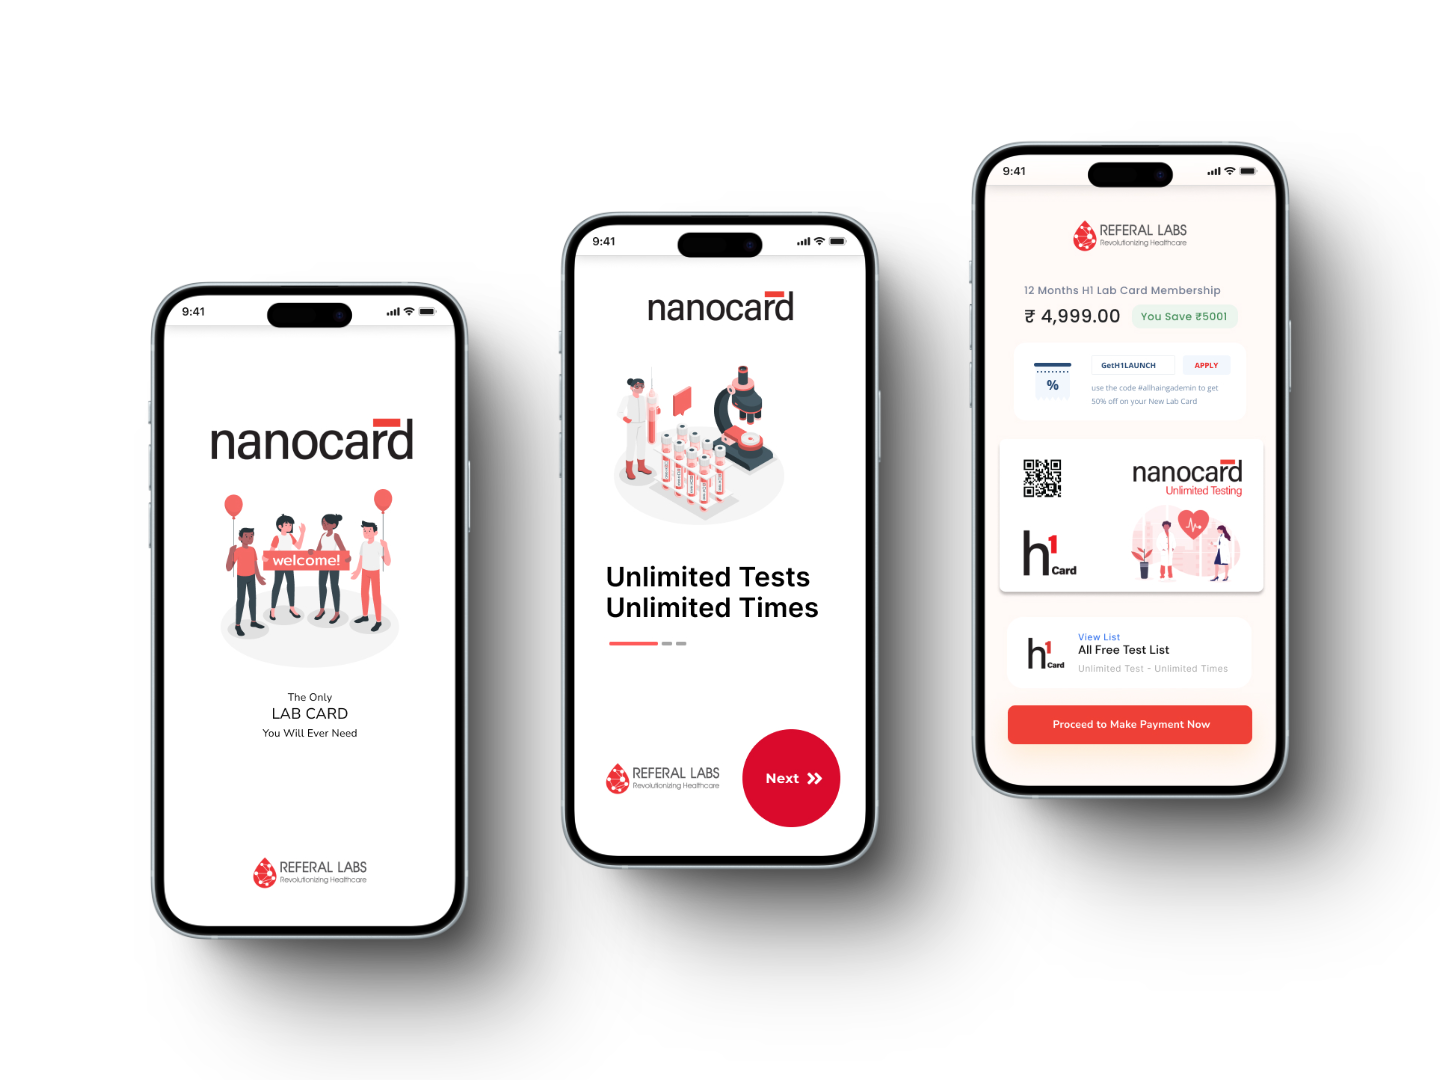 9:41
nanocard
welcome!
The Only
LAB CARD
You Will Ever Need
REFERAL LABS
Revolutionizing Healthcare
9:41
nanocard
Unlimited Tests
Unlimited Times
REFERAL LABS
Revolutionizing Healthcare
Next
9:41
REFERAL LABS
Revolutionizing Healthcare
12 Months H1 Lab Card Membership
₹ 4,999.00 You Save ₹5001
%
GetH1LAUNCH APPLY
use the code #allhaingademin to get
50% off on your New Lab Card
nanocard
Unlimited Testing
h1
Card
h1
Card
View List
All Free Test List
Unlimited Test - Unlimited Times
Proceed to Make Payment Now